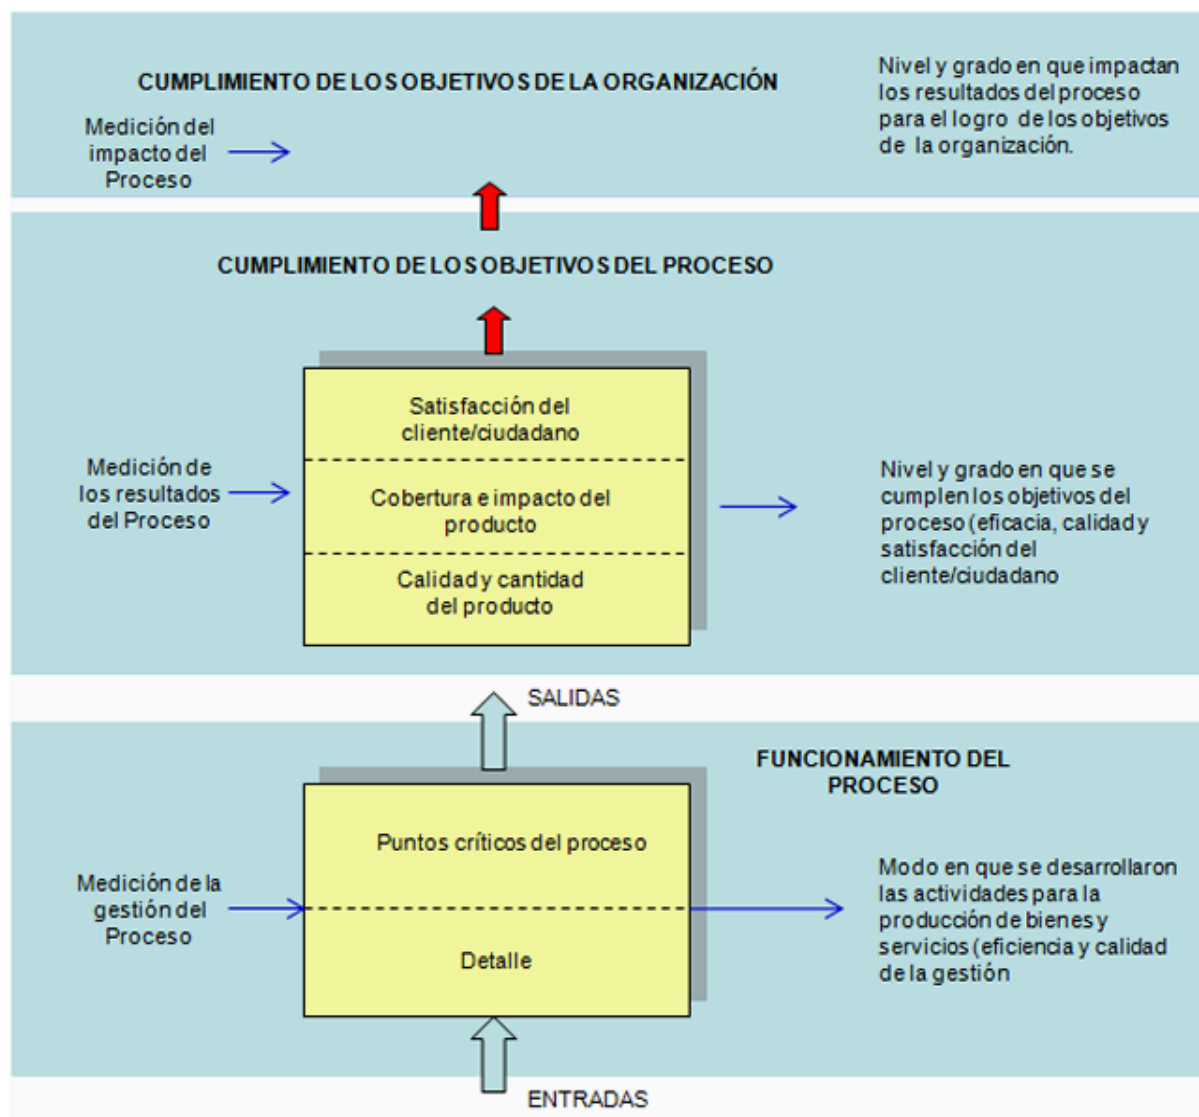 CUMPLIMIENTO DE LOS OBJETIVOS DE LA ORGANIZACIÓN
Medición del
impacto del
Proceso
Nivel y grado en que impactan
los resultados del proceso
para el logro de los objetivos
de la organización.
CUMPLIMIENTO DE LOS OBJETIVOS DEL PROCESO
Medición de
los resultados
del Proceso
Satisfacción del
cliente/ciudadano
Cobertura e impacto del
producto
Calidad y cantidad
del producto
Nivel y grado en que se
cumplen los objetivos del
proceso (eficacia, calidad y
satisfacción del
cliente/ciudadano
SALIDAS
FUNCIONAMIENTO DEL
PROCESO
Medición de la
gestión del
Proceso
Puntos críticos del proceso
Detalle
Modo en que se desarrollaron
las actividades para la
producción de bienes y
servicios (eficiencia y calidad
de la gestión
ENTRADAS